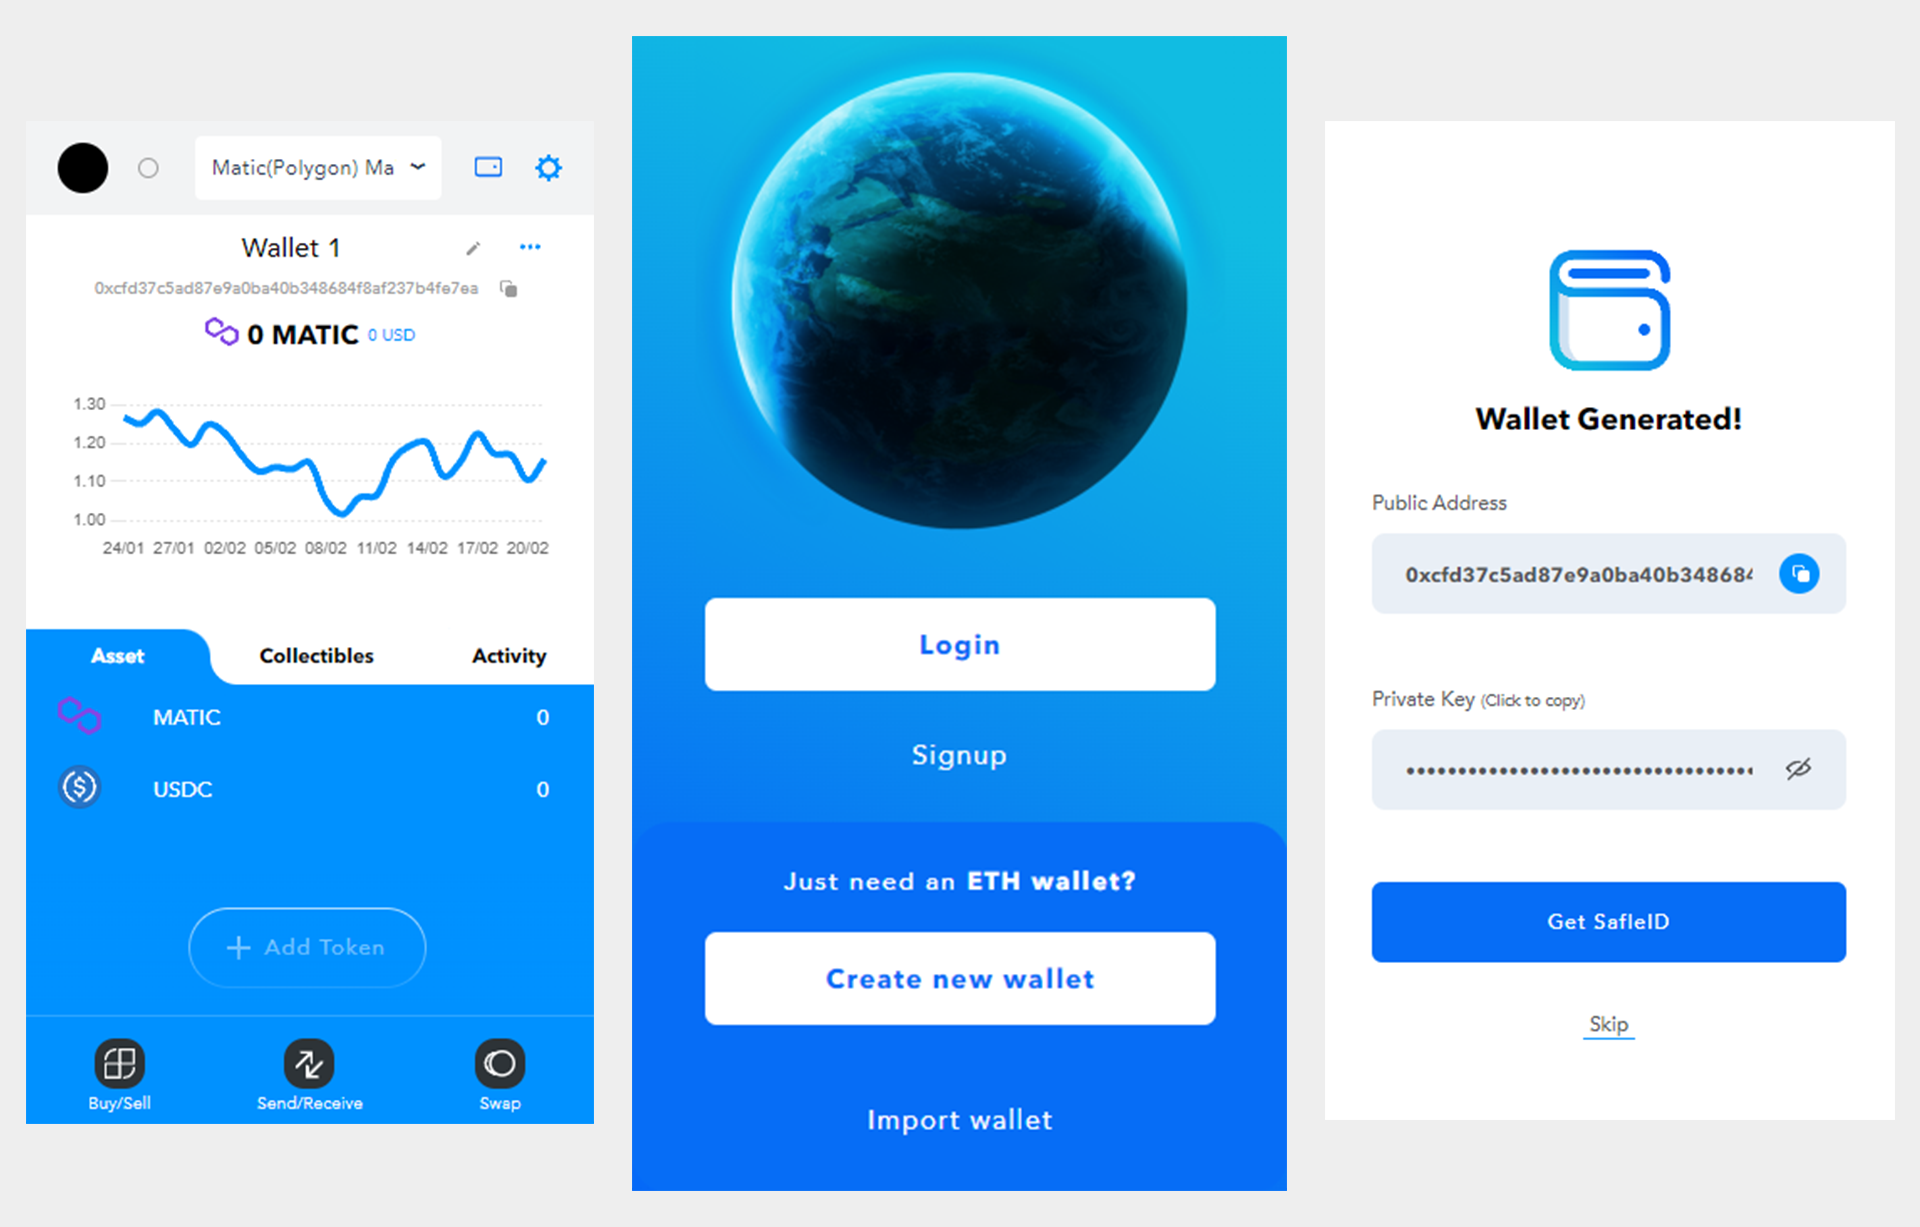 Matic(Polygon) Ma
Wallet 1
0xcfd37c5ad87e9a0ba40b348684f8af237b4fe7ea
0 MATIC 0 USD
1.30
1.20
1.10
1.00
24/01 27/01 02/02 05/02 08/02 11/02 14/02 17/02 20/02
Asset Collectibles Activity
MATIC 0
USDC 0
+ Add Token
Buy/Sell Send/Receive Swap
Login
Signup
Just need an ETH wallet?
Create new wallet
Import wallet
Wallet Generated!
Public Address
0xcfd37c5ad87e9a0ba40b348684
Private Key (Click to copy)
Get SafleID
Skip